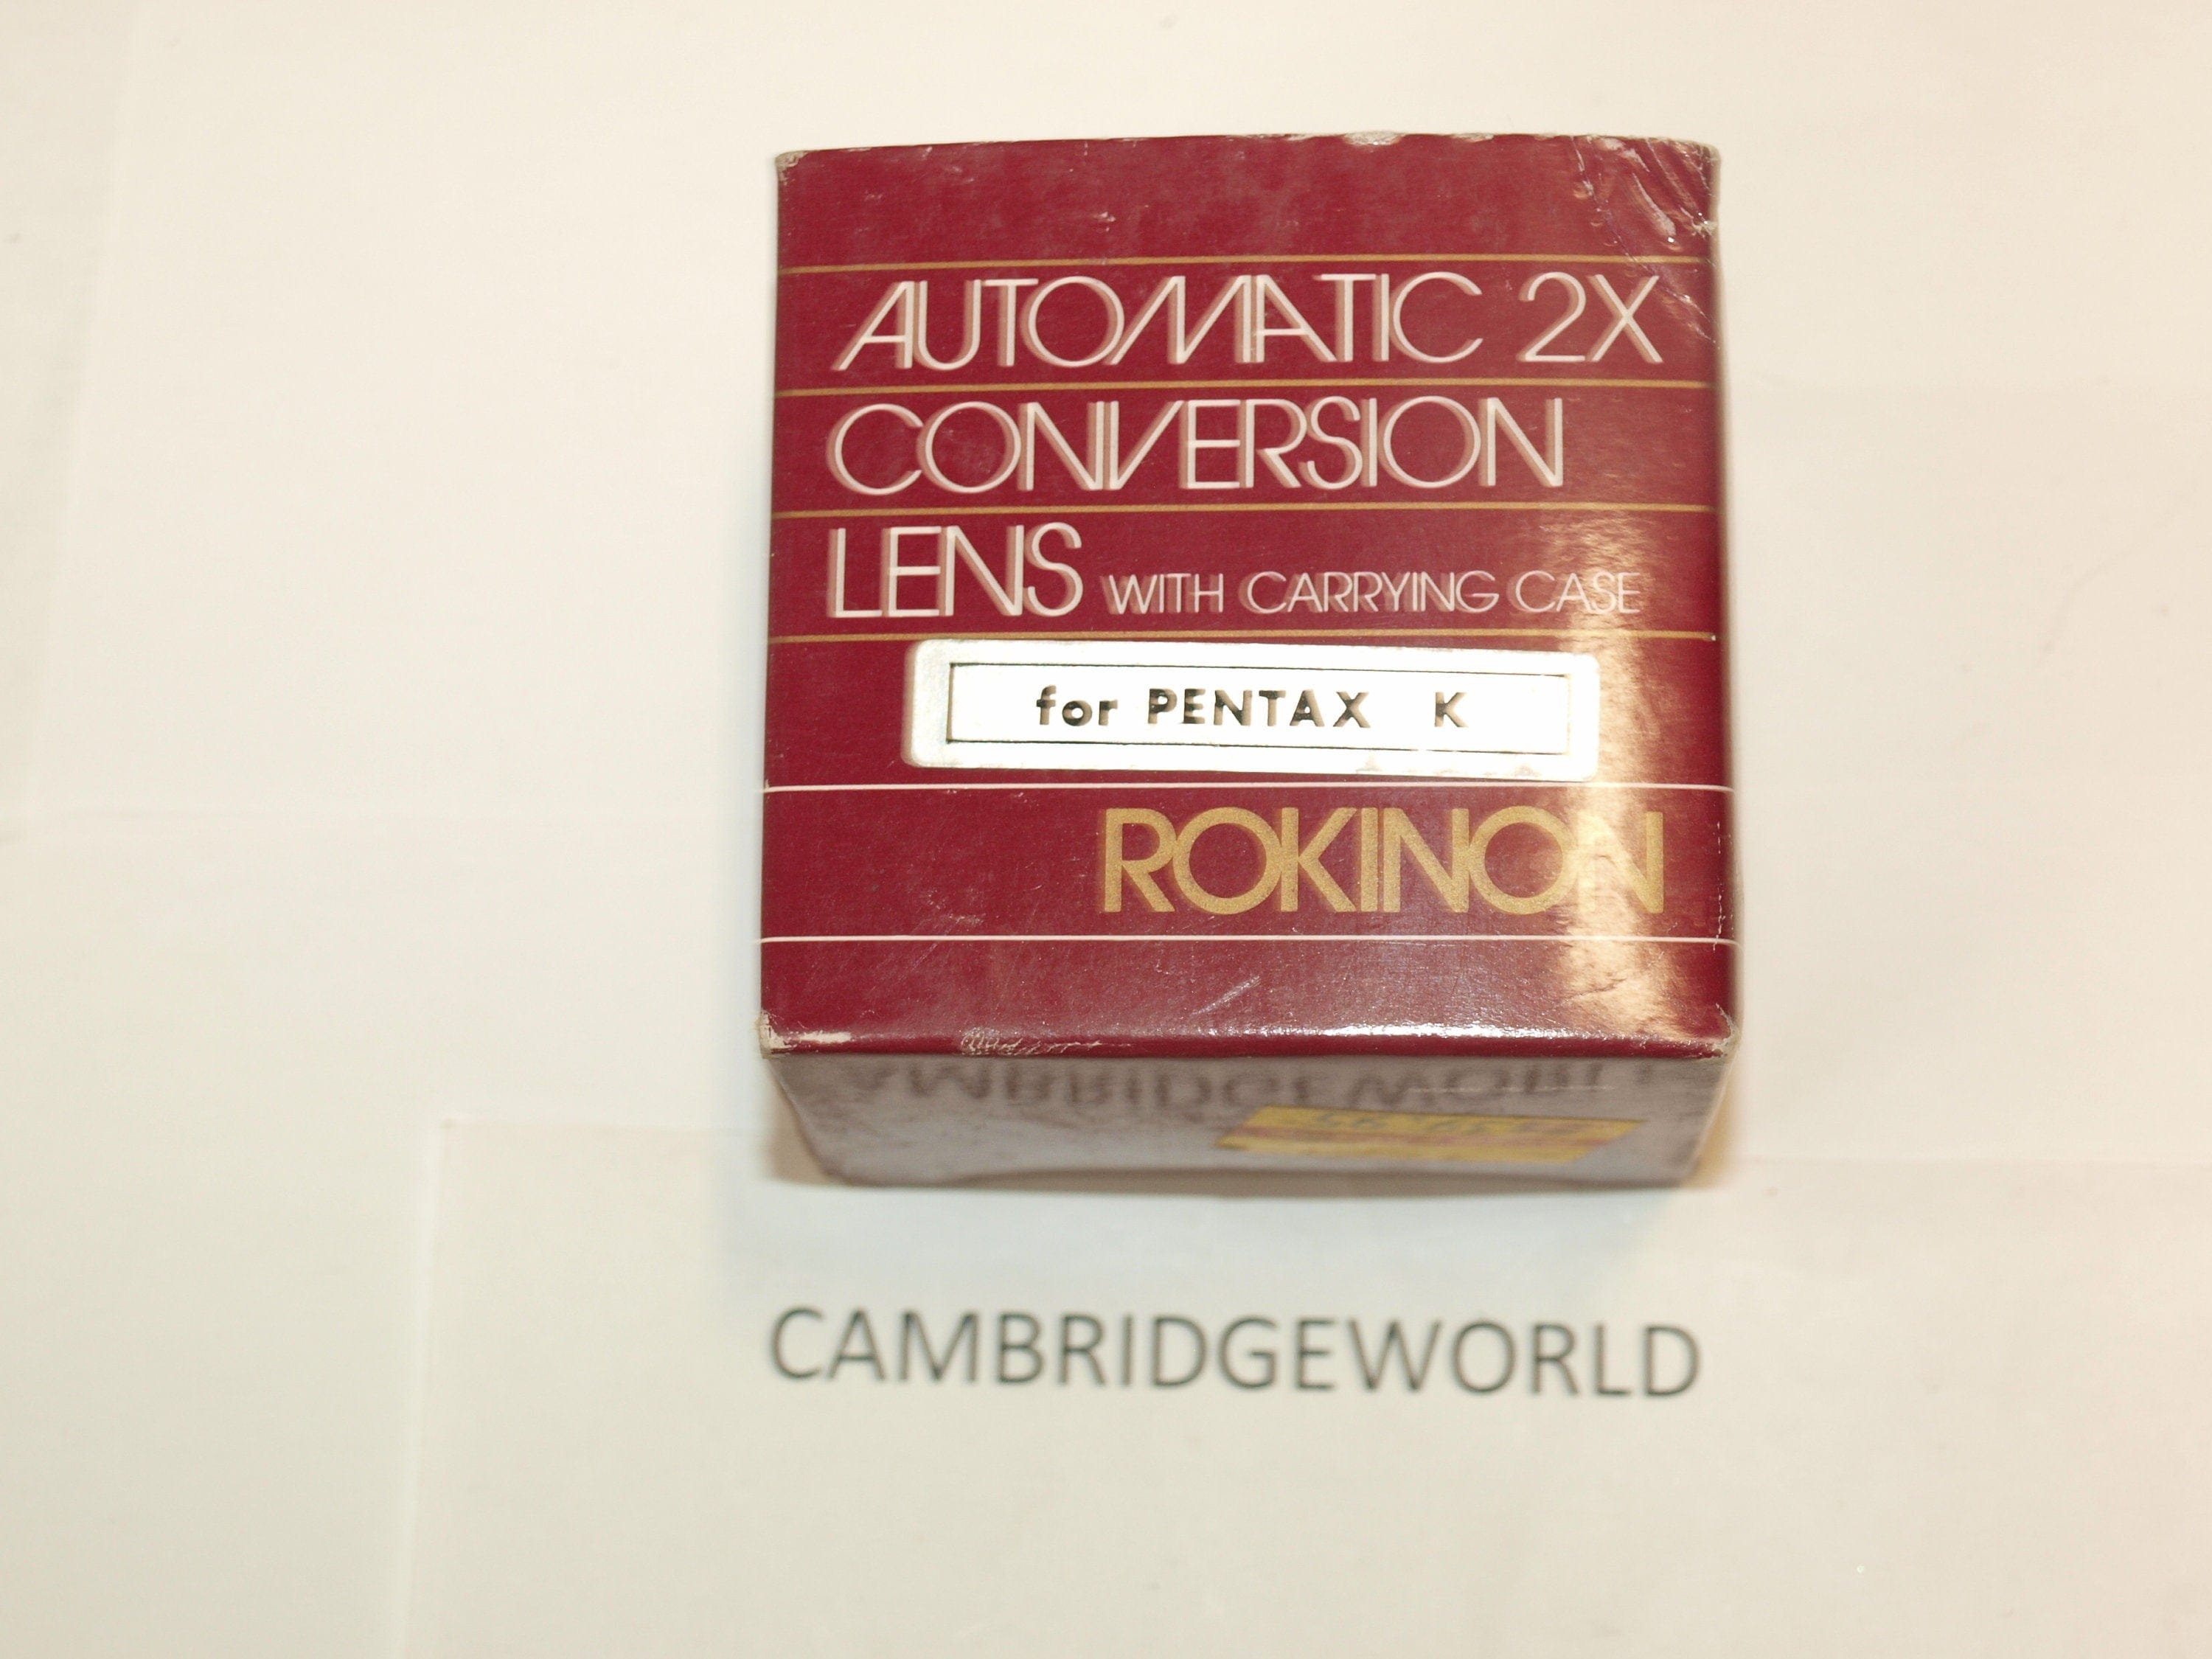 AUTOMATIC 2X
CONVERSION
LENS WITH CARRYING CASE
for PENTAX K
ROKINON
CAMBRIDGEWORLD